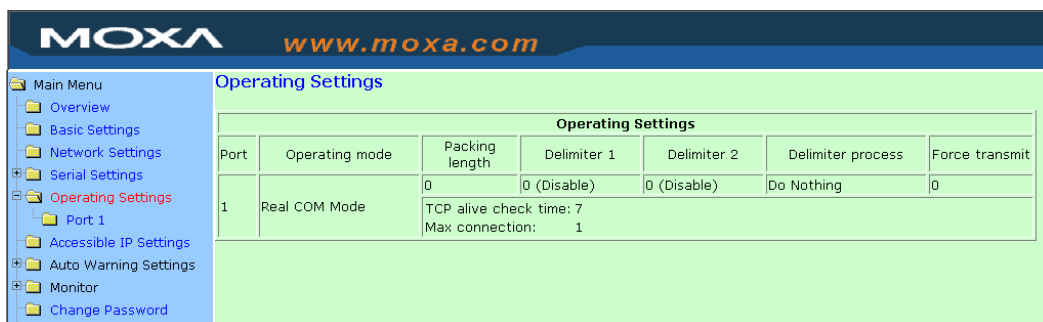 MOXA www.moxa.com
Main Menu
Overview
Basic Settings
Network Settings
Serial Settings
Operating Settings
Port 1
Accessible IP Settings
Auto Warning Settings
Monitor
Change Password
Operating Settings
Operating Settings
Port Operating mode Packing length Delimiter 1 Delimiter 2 Delimiter process Force transmit
1 Real COM Mode 0 0 (Disable) 0 (Disable) Do Nothing 0
TCP alive check time: 7
Max connection: 1